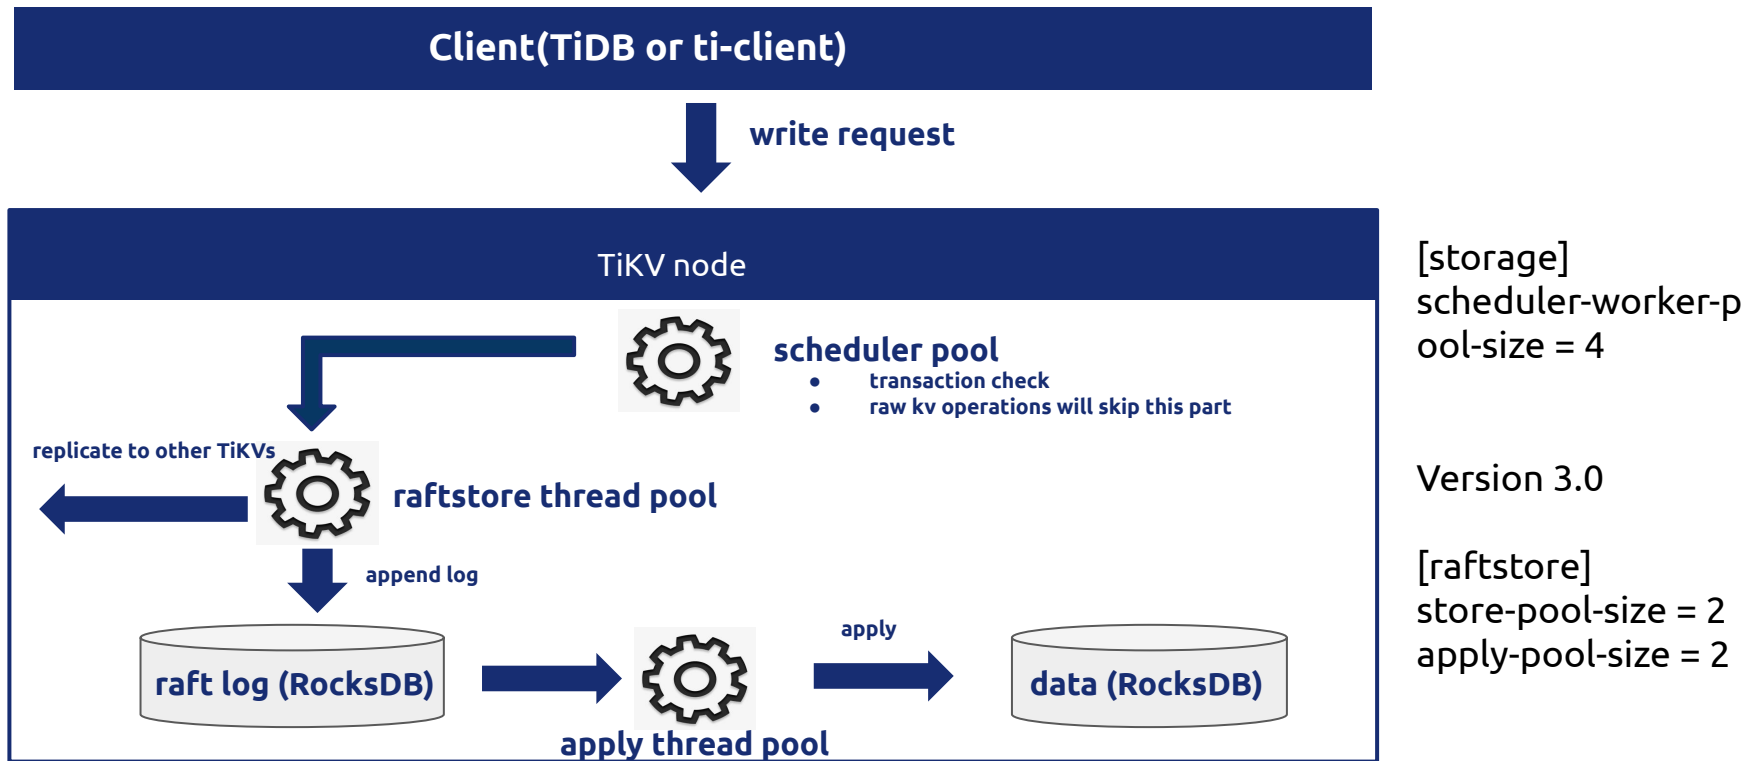 Client(TiDB or ti-client)
write request
TiKV node
scheduler pool
● transaction check
● raw kv operations will skip this part
replicate to other TiKVs
raftstore thread pool
append log
raft log (RocksDB)
apply thread pool
apply
data (RocksDB)
[storage]
scheduler-worker-p
ool-size = 4
Version 3.0
[raftstore]
store-pool-size = 2
apply-pool-size = 2